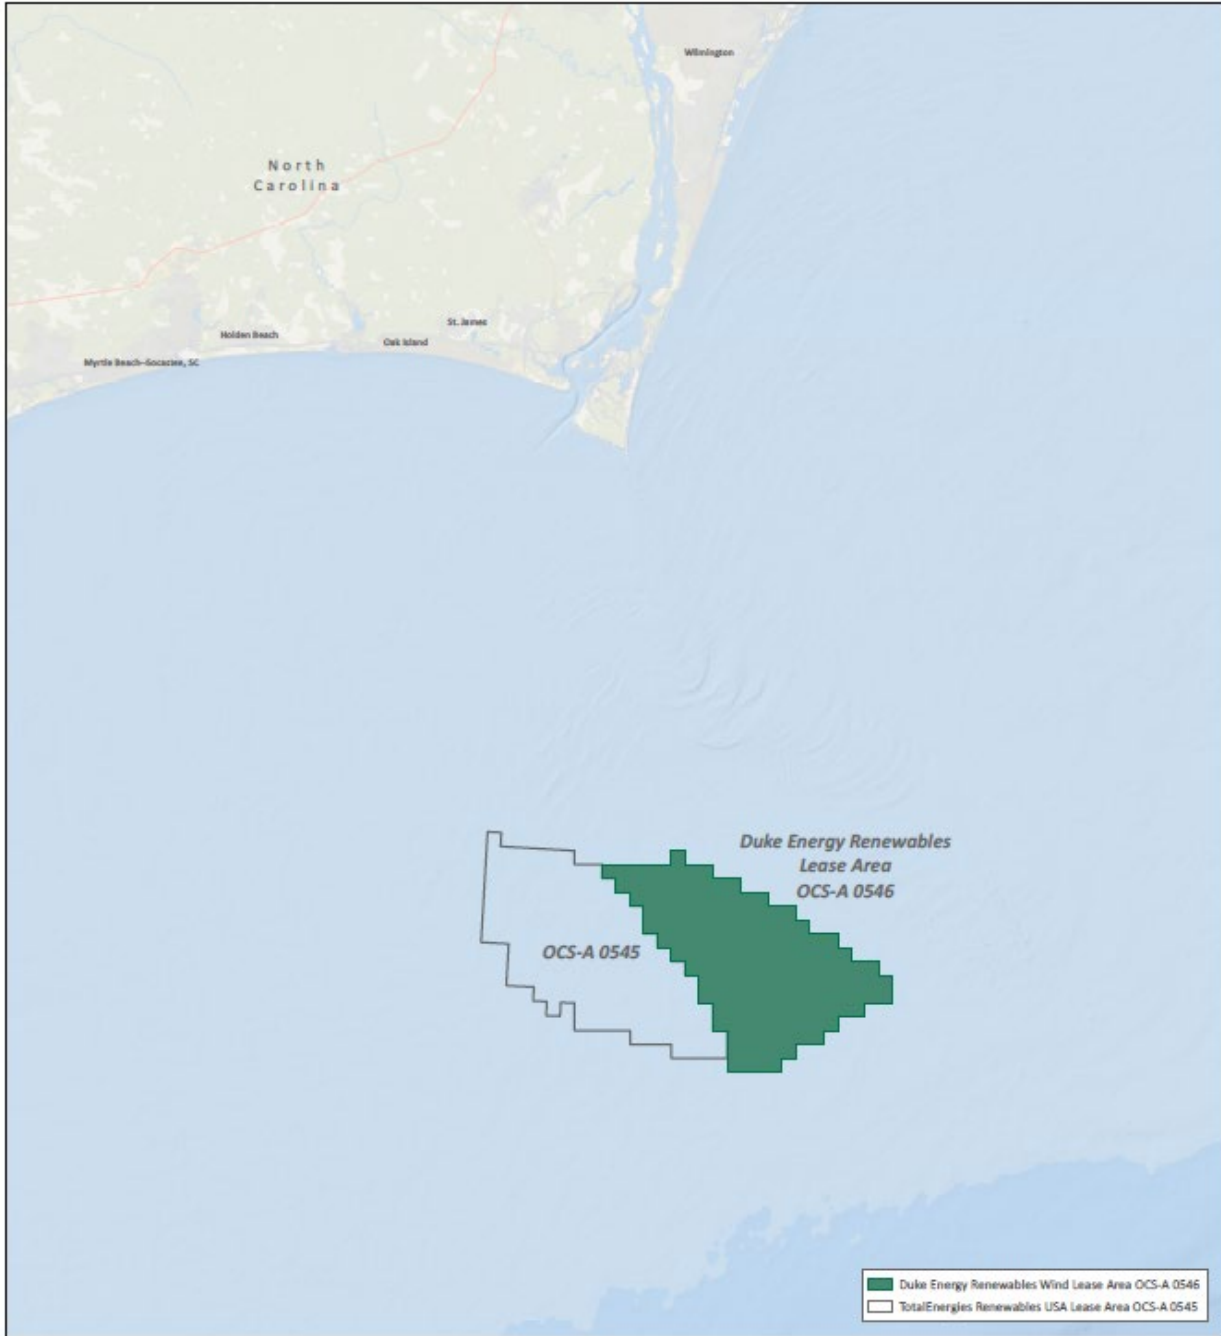 Wilmington
North
Carolina
St. James
Holden Beach
Oak Island
Myrtle Beach--Socastee, SC
Duke Energy Renewables
Lease Area
OCS-A 0546
OCS-A 0545
Duke Energy Renewables Wind Lease Area OCS-A 0546
TotalEnergies Renewables USA Lease Area OCS-A 0545